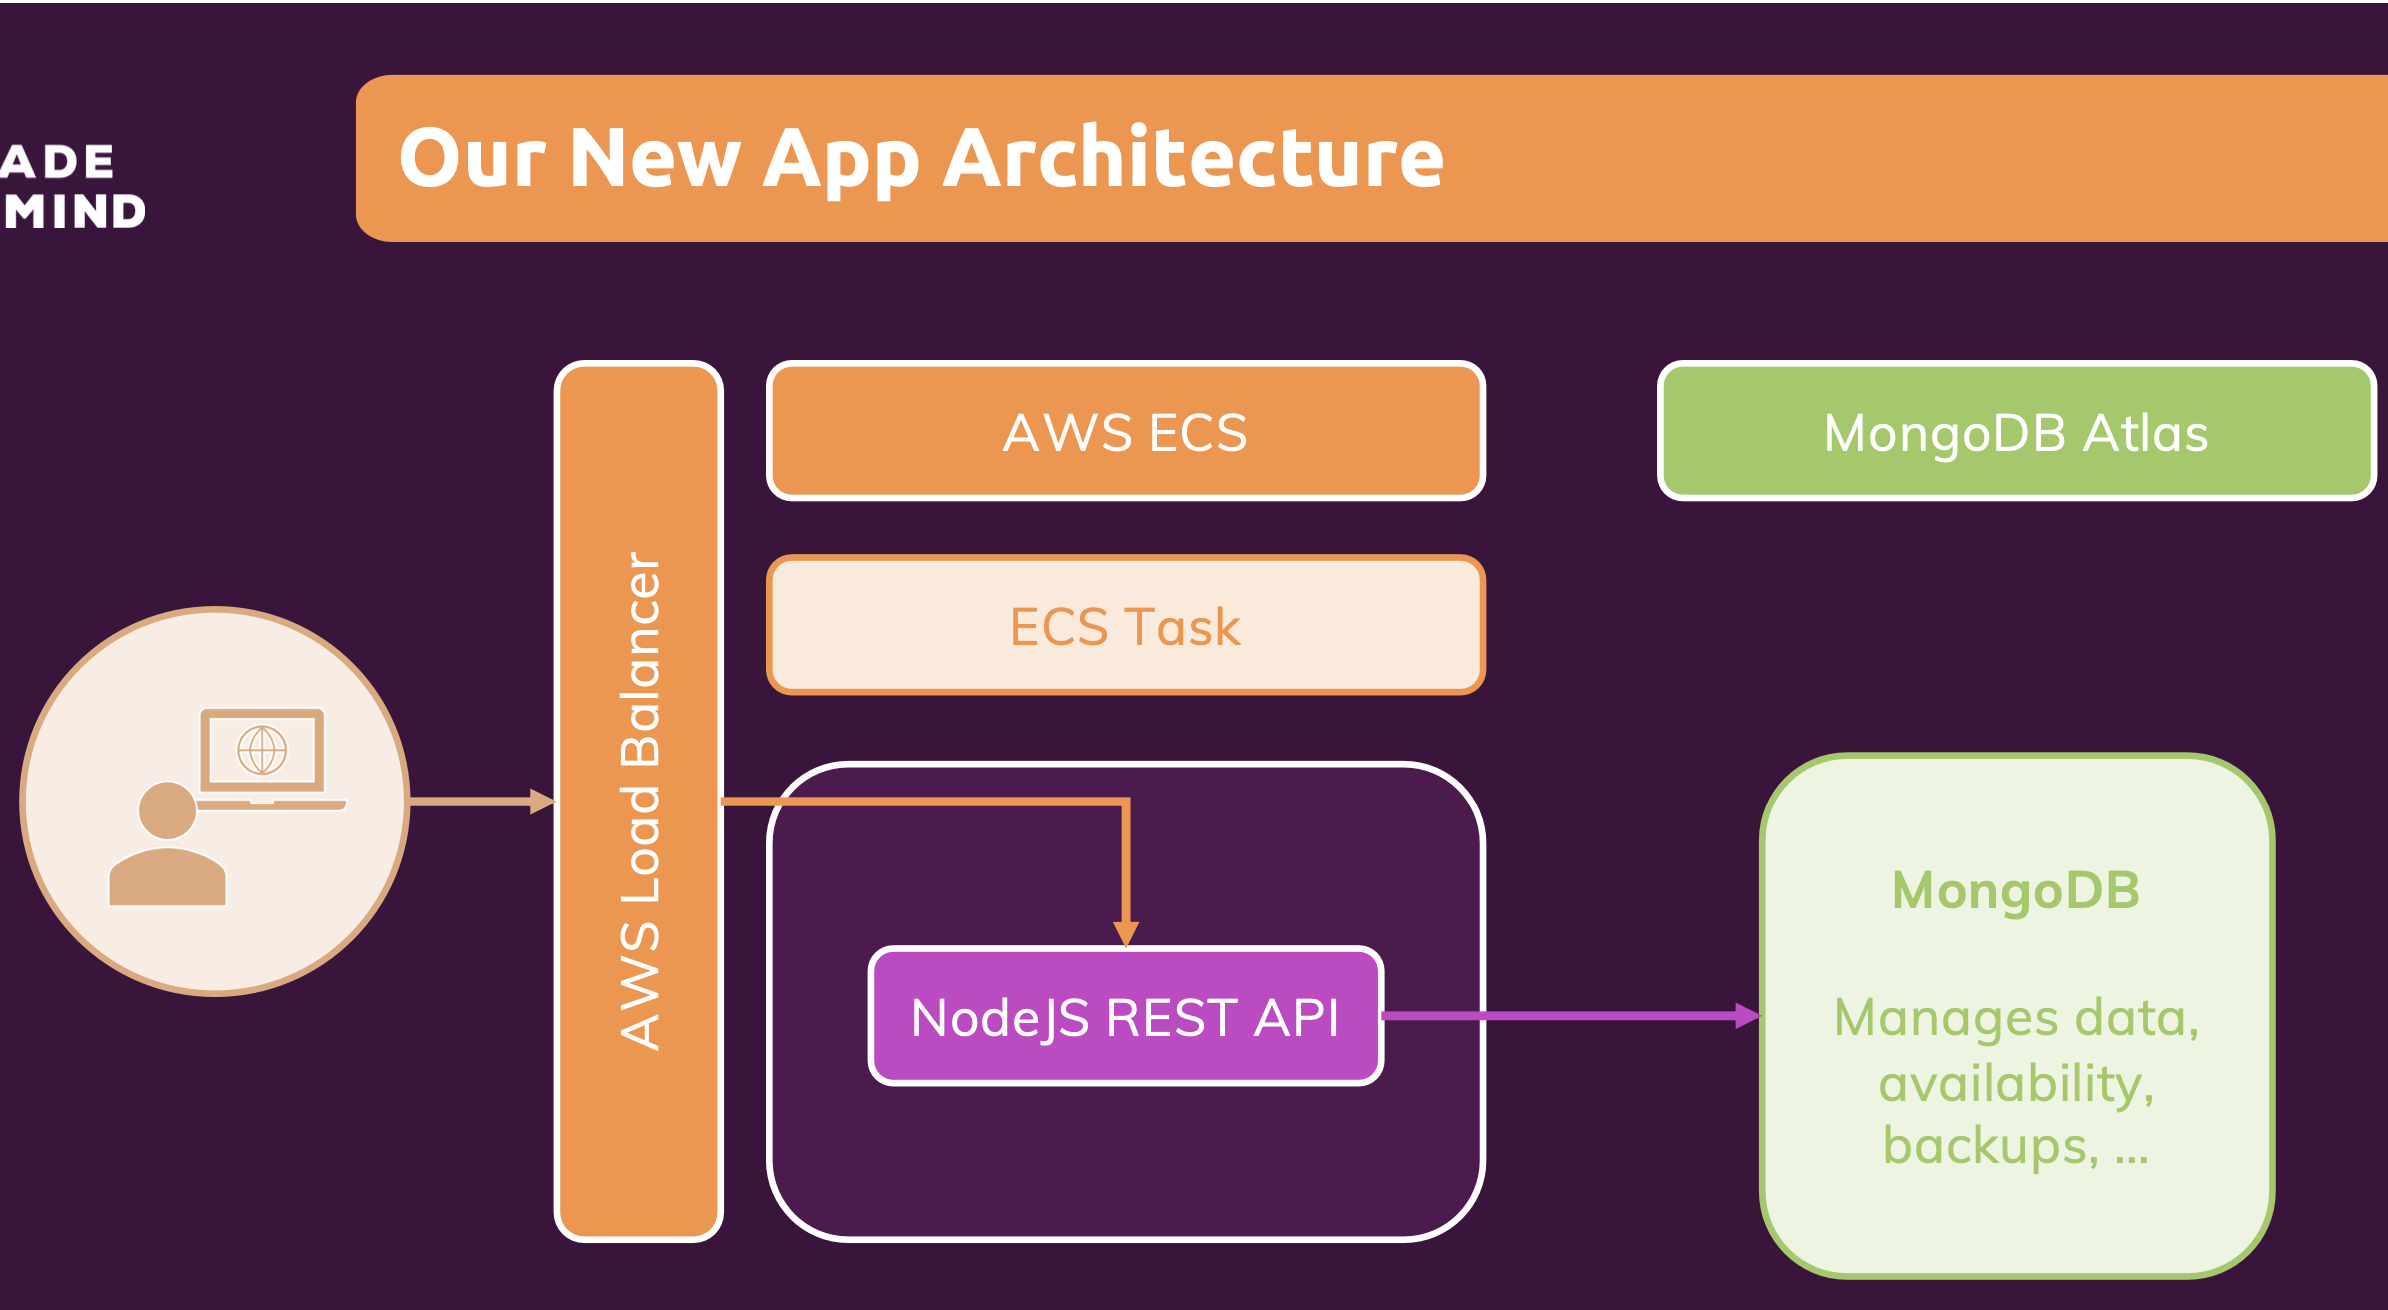 ADE
MIND
Our New App Architecture
AWS Load Balancer
AWS ECS
ECS Task
NodeJS REST API
MongoDB Atlas
MongoDB
Manages data,
availability,
backups, ...